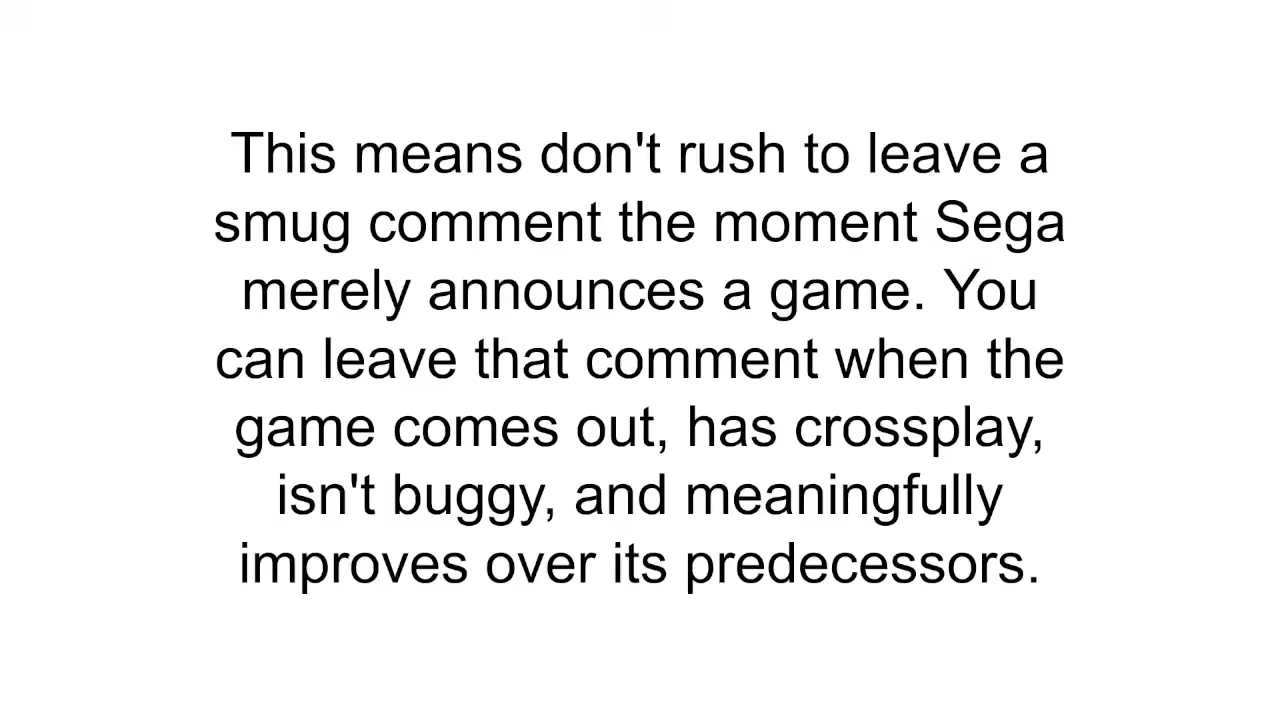 This means don't rush to leave a
smug comment the moment Sega
merely announces a game. You
can leave that comment when the
game comes out, has crossplay,
isn't buggy, and meaningfully
improves over its predecessors.